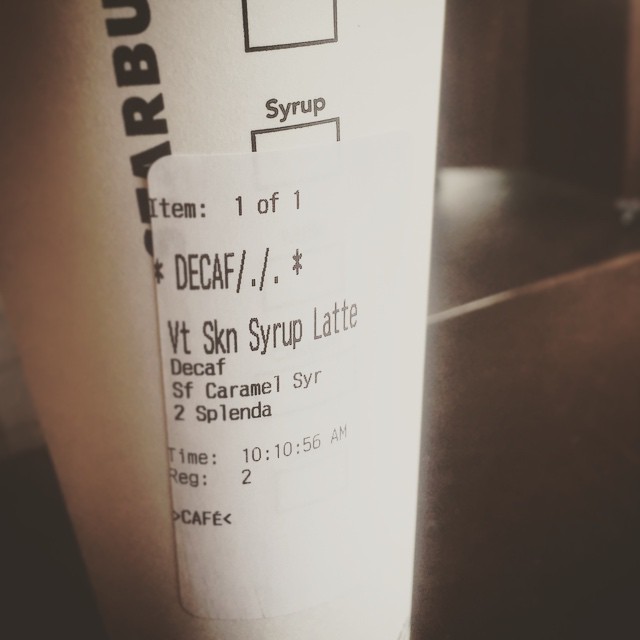 STARBU
Syrup
Item: 1 of 1
* DECAF/./. *
Vt Skn Syrup Latte
Decaf
Sf Caramel Syr
2 Splenda
Time: 10:10:56 AM
Reg: 2
>CAFÉ<